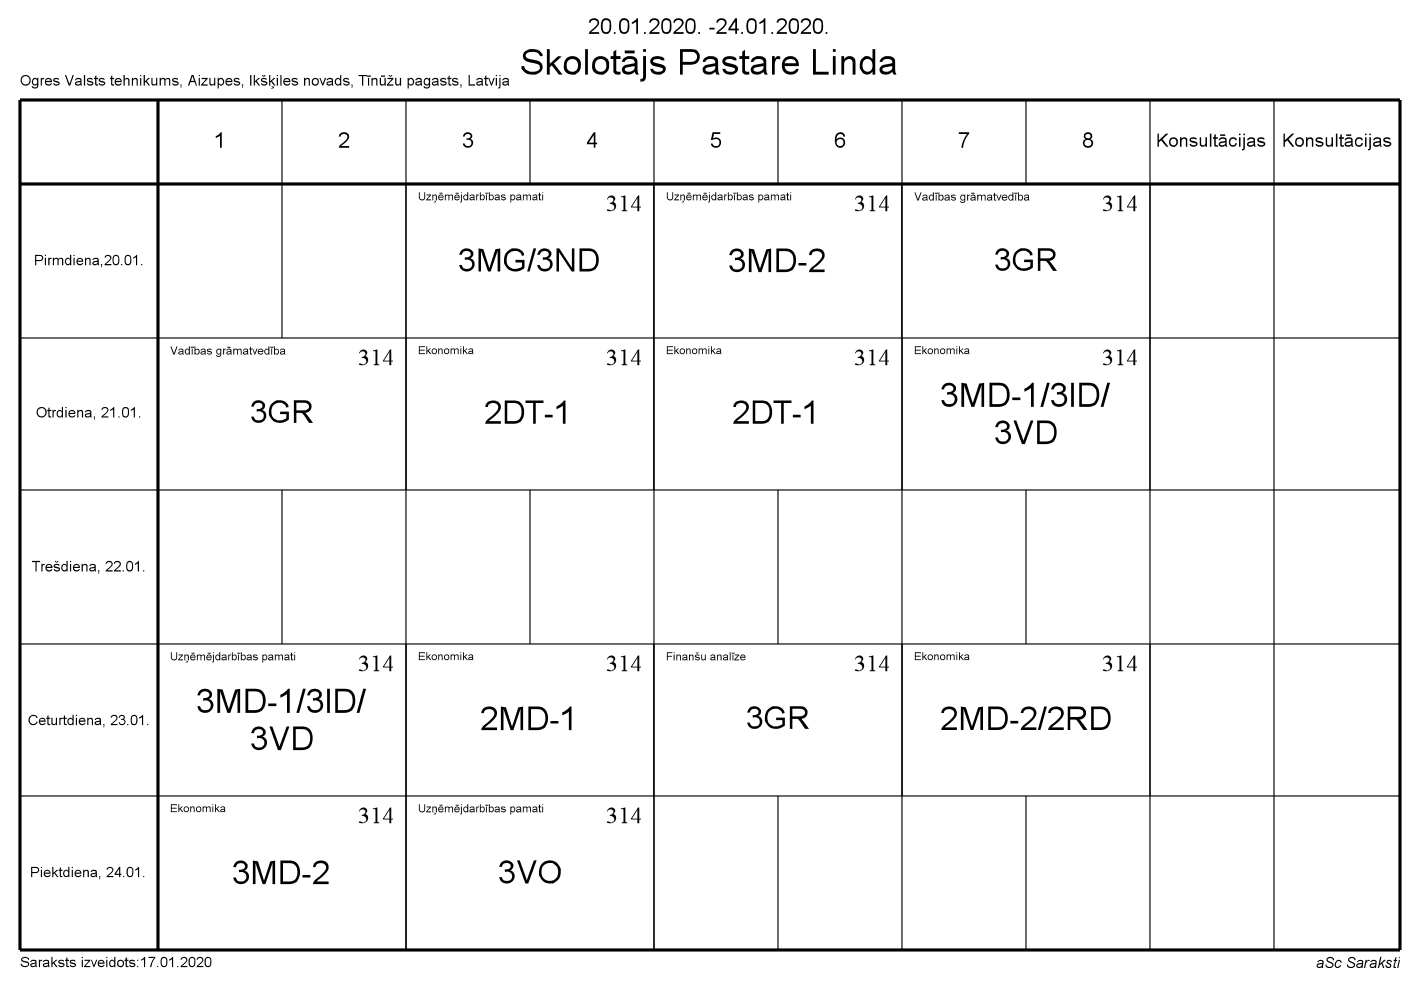 20.01.2020. -24.01.2020.
Skolotājs Pastare Linda
Ogres Valsts tehnikums, Aizupes, Ikšķiles novads, Tīnūžu pagasts, Latvija
1 2 3 4 5 6 7 8 Konsultācijas Konsultācijas
Pirmdiena,20.01.
Uzņēmējdarbības pamati 314
3MG/3ND
Uzņēmējdarbības pamati 314
3MD-2
Vadības grāmatvedība 314
3GR
Otrdiena, 21.01.
Vadības grāmatvedība 314
3GR
Ekonomika 314
2DT-1
Ekonomika 314
2DT-1
Ekonomika 314
3MD-1/3ID/
3VD
Trešdiena, 22.01.
Ceturtdiena, 23.01.
Uzņēmējdarbības pamati 314
3MD-1/3ID/
3VD
Ekonomika 314
2MD-1
Finanšu analīze 314
3GR
Ekonomika 314
2MD-2/2RD
Piektdiena, 24.01.
Ekonomika 314
3MD-2
Uzņēmējdarbības pamati 314
3VO
Saraksts izveidots:17.01.2020
aSc Saraksti